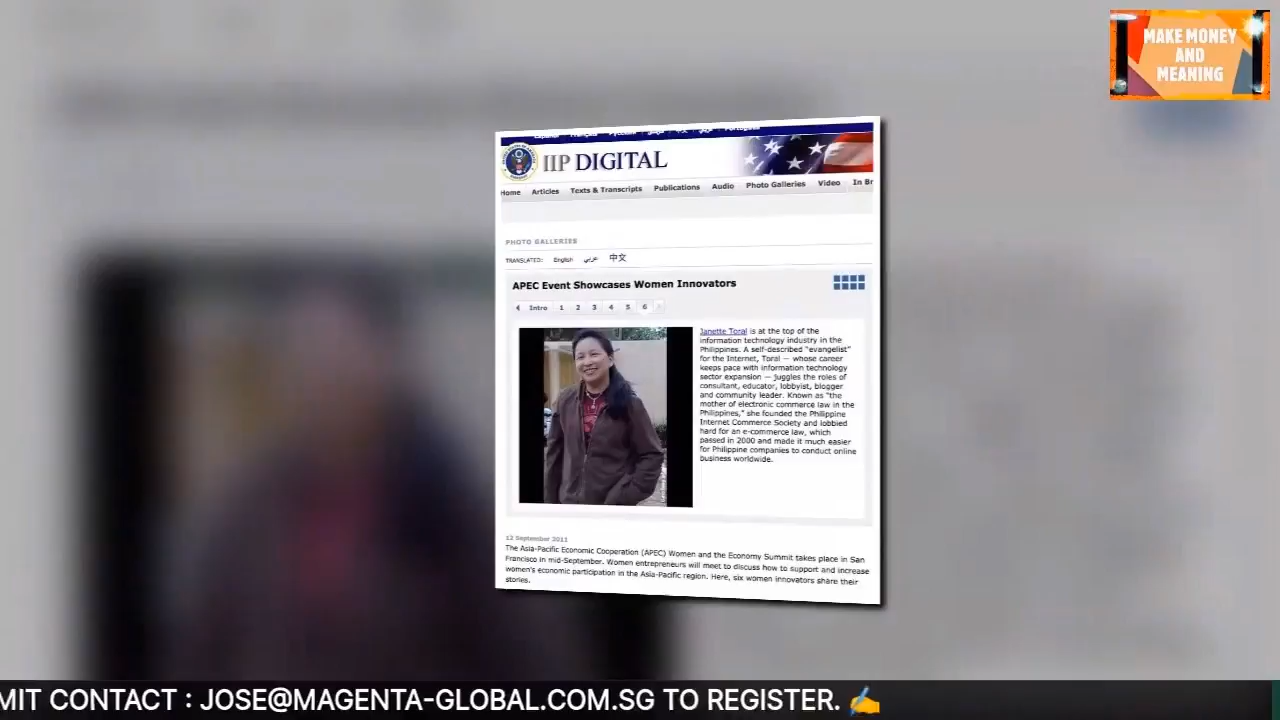 MAKE MONEY
AND
MEANING
IIP DIGITAL
Home Articles Texts & Transcripts Publications Audio Photo Galleries Video In Br
PHOTO GALLERIES
TRANSLATED: English عربي 中文
APEC Event Showcases Women Innovators
Intro 1 2 3 4 5 6
Janette Toral is at the top of the
information technology industry in the
Philippines. A self-described "evangelist"
for the Internet, Toral — whose career
keeps pace with information technology
sector expansion — juggles the roles of
consultant, educator, lobbyist, blogger
and community leader. Known as "the
mother of electronic commerce law in the
Philippines," she founded the Philippine
Internet Commerce Society and lobbied
hard for an e-commerce law, which
passed in 2000 and made it much easier
for Philippine companies to conduct online
business worldwide.
12 September 2011
The Asia-Pacific Economic Cooperation (APEC) Women and the Economy Summit takes place in San
Francisco in mid-September. Women entrepreneurs will meet to discuss how to support and increase
women's economic participation in the Asia-Pacific region. Here, six women innovators share their
stories.
MIT CONTACT : JOSE@MAGENTA-GLOBAL.COM.SG TO REGISTER. ✍